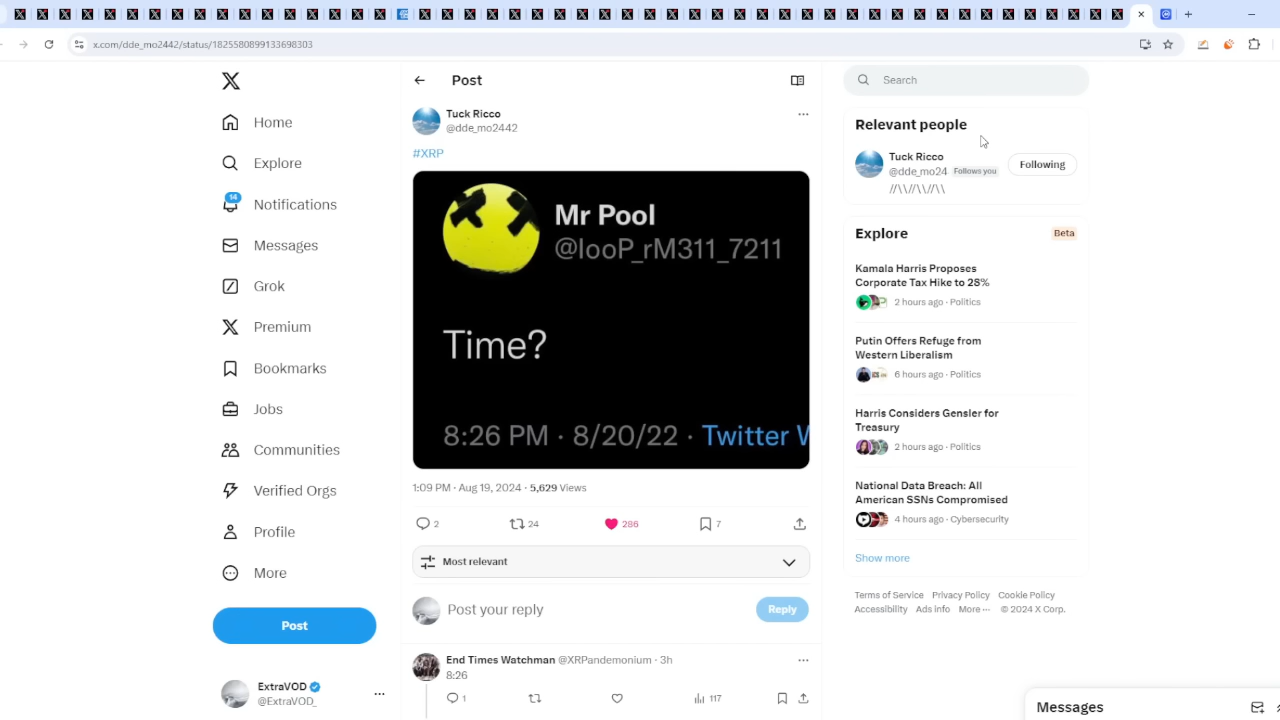 x.com/dde_mo2442/status/1825580899133698303
Home
Explore
14
Notifications
Messages
Grok
Premium
Bookmarks
Jobs
Communities
Verified Orgs
Profile
More
Post
ExtraVOD
@ExtraVOD_
Post
Tuck Ricco
@dde_mo2442
#XRP
Mr Pool
@looP_rM311_7211
Time?
8:26 PM · 8/20/22 · Twitter W
1:09 PM · Aug 19, 2024 · 5,629 Views
2
24
286
7
Most relevant
Post your reply
Reply
End Times Watchman @XRPandemonium · 3h
8:26
1
117
Search
Relevant people
Tuck Ricco
@dde_mo24 Follows you
Following
//\\//\\//\\
Explore
Beta
Kamala Harris Proposes
Corporate Tax Hike to 28%
2 hours ago · Politics
Putin Offers Refuge from
Western Liberalism
6 hours ago · Politics
Harris Considers Gensler for
Treasury
2 hours ago · Politics
National Data Breach: All
American SSNs Compromised
4 hours ago · Cybersecurity
Show more
Terms of Service Privacy Policy Cookie Policy
Accessibility Ads info More ··· © 2024 X Corp.
Messages